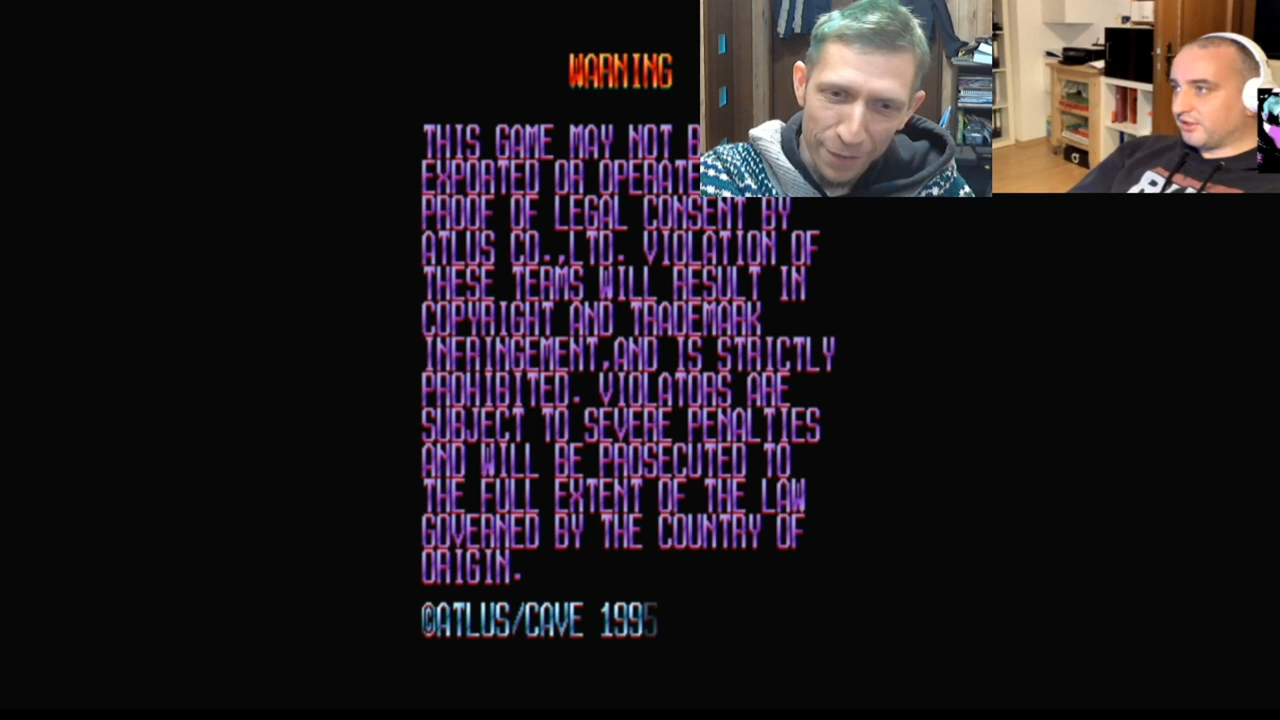 WARNING
THIS GAME MAY NOT B
EXPORTED OR OPERATE
PROOF OF LEGAL CONSENT BY
ATLUS CO.,LTD. VIOLATION OF
THESE TERMS WILL RESULT IN
COPYRIGHT AND TRADEMARK
INFRINGEMENT,AND IS STRICTLY
PROHIBITED. VIOLATORS ARE
SUBJECT TO SEVERE PENALTIES
AND WILL BE PROSECUTED TO
THE FULL EXTENT OF THE LAW
GOVERNED BY THE COUNTRY OF
ORIGIN.
©ATLUS/CAVE 1995